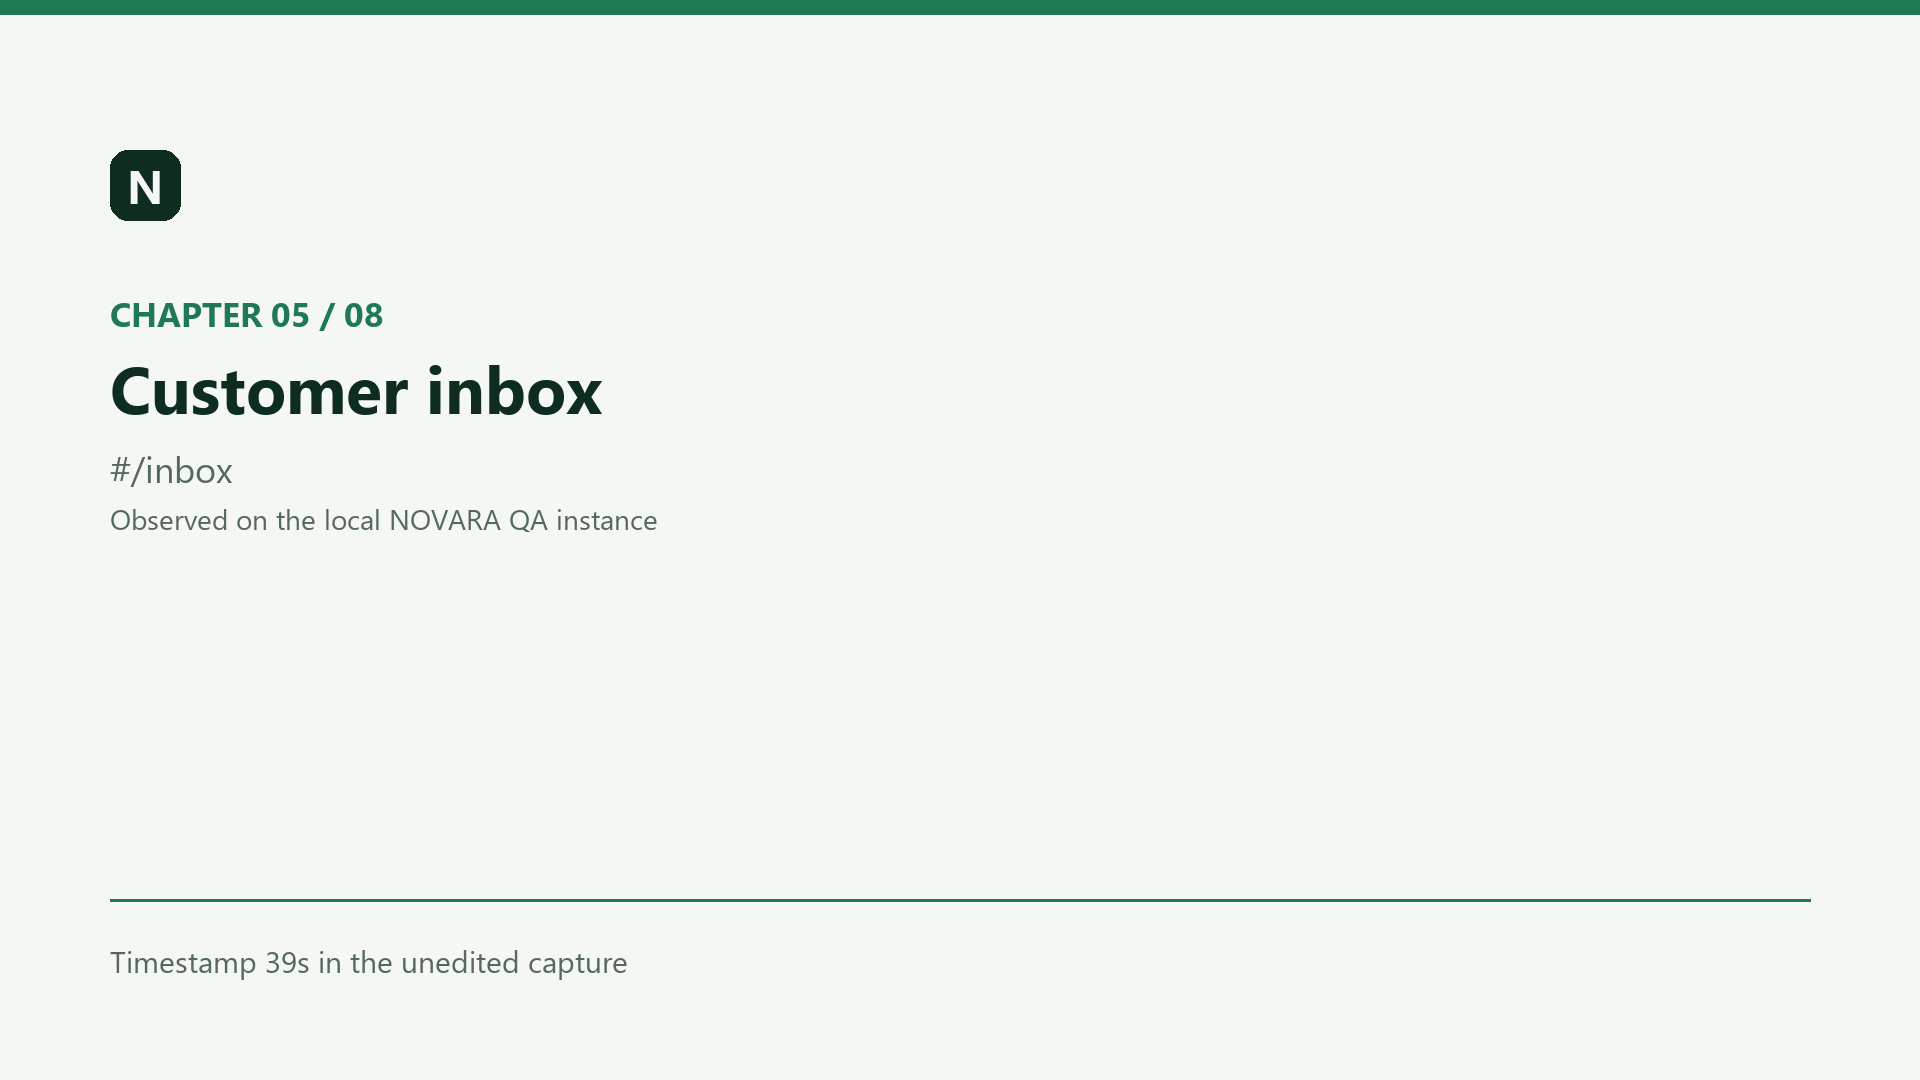 N
CHAPTER 05 / 08
Customer inbox
#/inbox
Observed on the local NOVARA QA instance
Timestamp 39s in the unedited capture